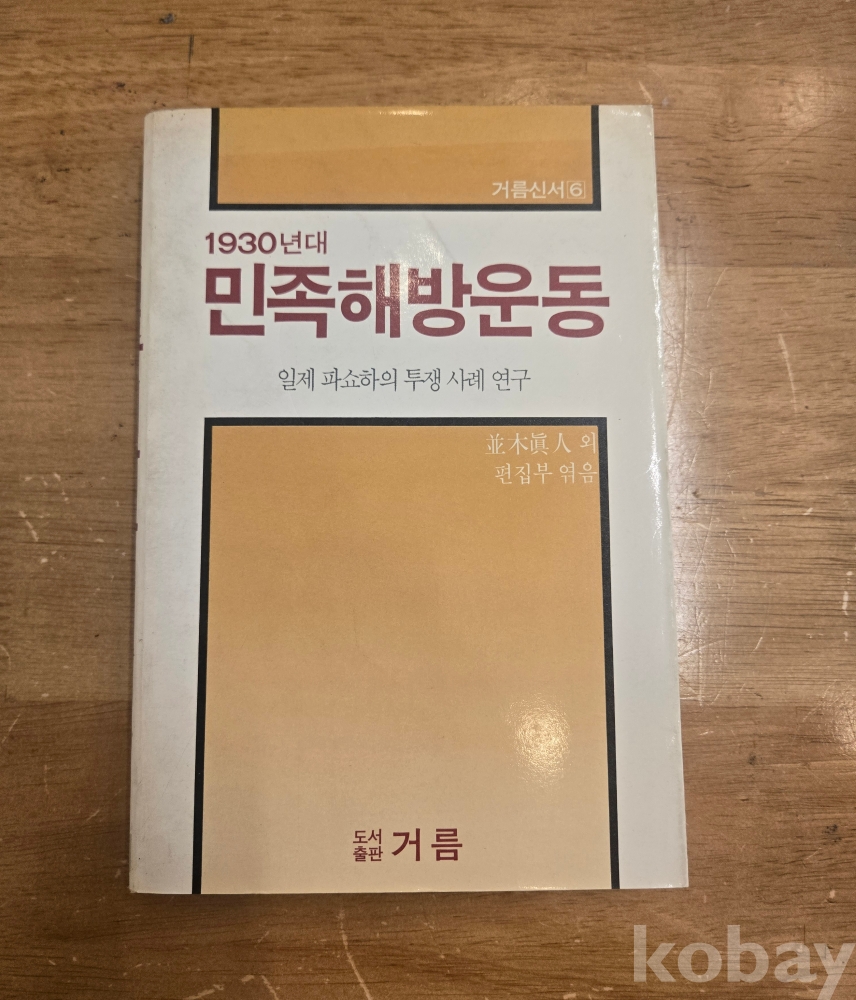 거름신서 6
1930년대
민족해방운동
일제 파쇼하의 투쟁 사례 연구
並木眞人 외
편집부 엮음
도서
출판 거름
kobay